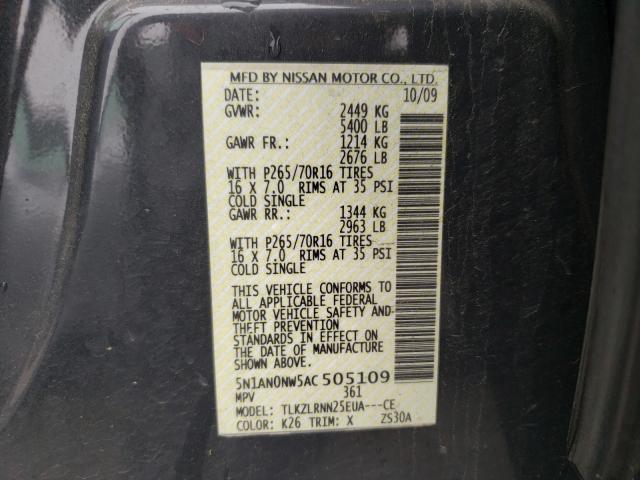 MFD BY NISSAN MOTOR CO., LTD.
DATE: 10/09
GVWR: 2449 KG
5400 LB
GAWR FR.: 1214 KG
2676 LB
WITH P265/70R16 TIRES
16 X 7.0 RIMS AT 35 PSI
COLD SINGLE
GAWR RR.: 1344 KG
2963 LB
WITH P265/70R16 TIRES
16 X 7.0 RIMS AT 35 PSI
COLD SINGLE
THIS VEHICLE CONFORMS TO
ALL APPLICABLE FEDERAL
MOTOR VEHICLE SAFETY AND
THEFT PREVENTION
STANDARDS IN EFFECT ON
THE DATE OF MANUFACTURE
SHOWN ABOVE.
5N1AN0NW5AC505109
MPV 361
MODEL: TLKZLRNN25EUA---CE
COLOR: K26 TRIM: X ZS30A